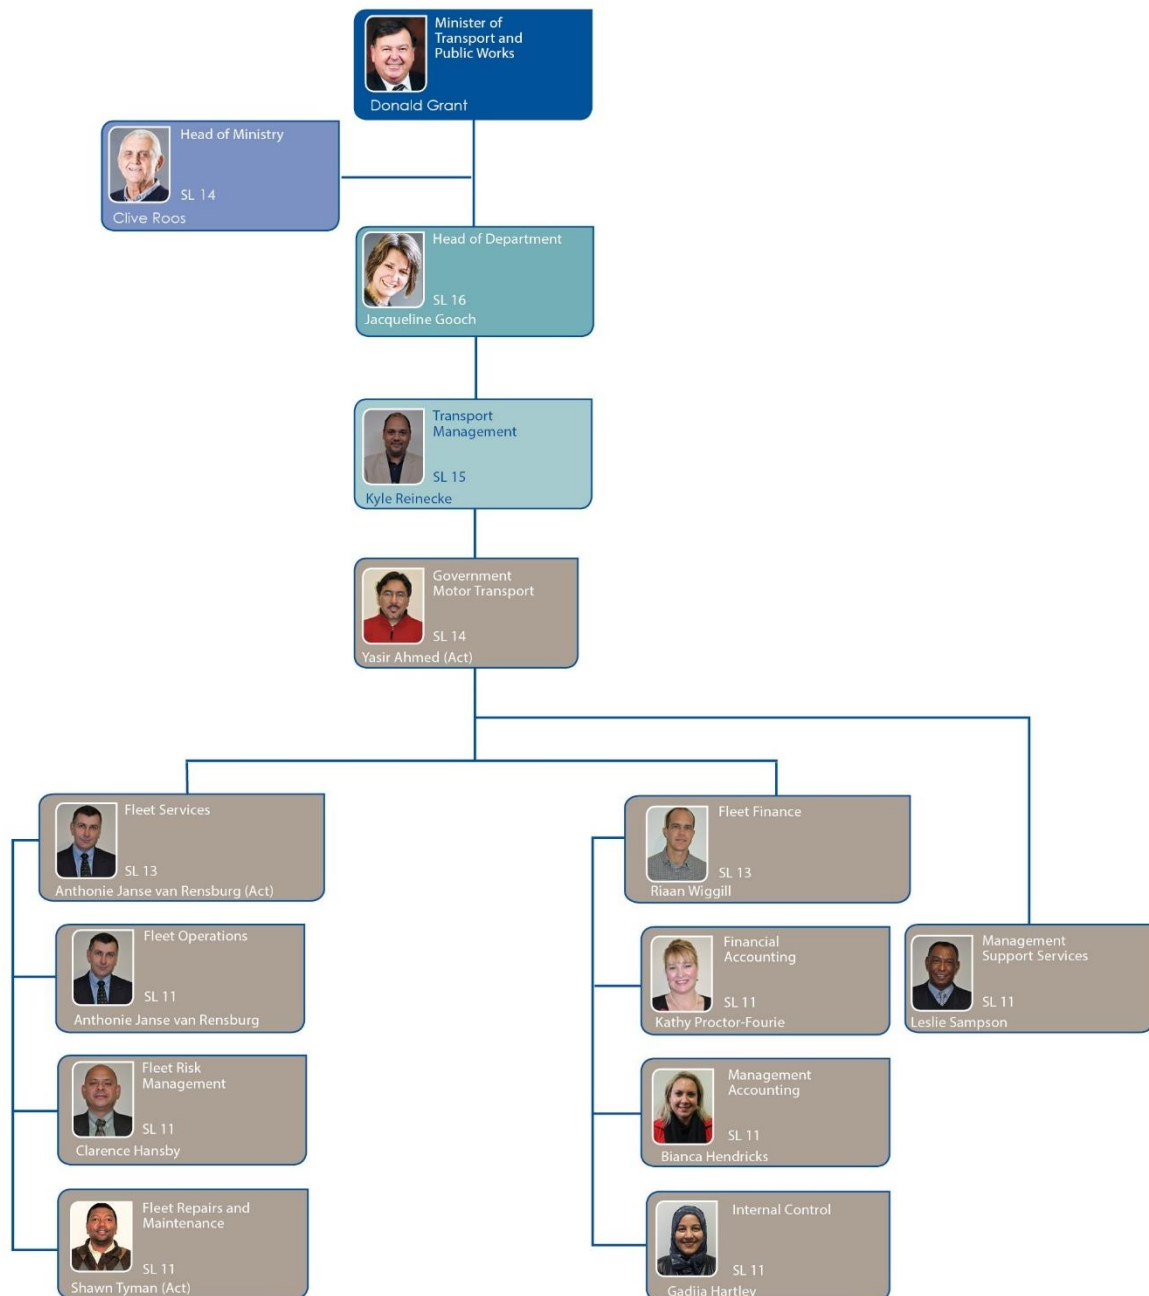 Minister of
Transport and
Public Works
Donald Grant
Head of Ministry
SL 14
Clive Roos
Head of Department
SL 16
Jacqueline Gooch
Transport
Management
SL 15
Kyle Reinecke
Government
Motor Transport
SL 14
Yasir Ahmed (Act)
Fleet Services
SL 13
Anthonie Janse van Rensburg (Act)
Fleet Operations
SL 11
Anthonie Janse van Rensburg
Fleet Risk
Management
SL 11
Clarence Hansby
Fleet Repairs and
Maintenance
SL 11
Shawn Tyman (Act)
Fleet Finance
SL 13
Riaan Wiggill
Financial
Accounting
SL 11
Kathy Proctor-Fourie
Management
Accounting
SL 11
Bianca Hendricks
Internal Control
SL 11
Gadija Hartley
Management
Support Services
SL 11
Leslie Sampson